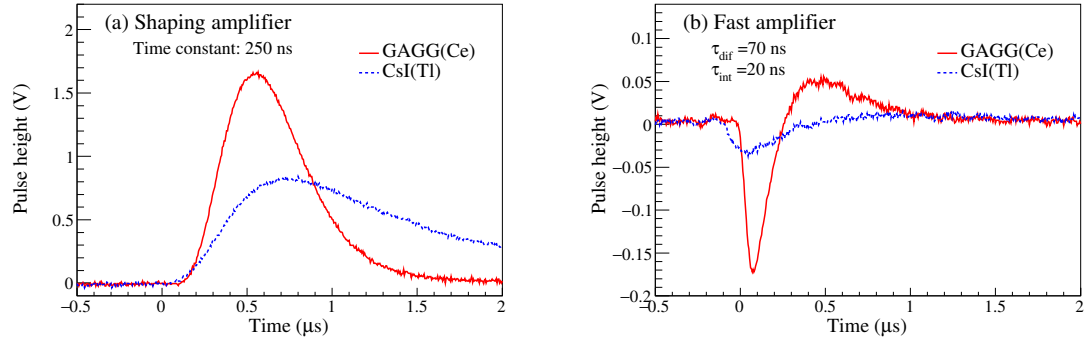 (a) Shaping amplifier
Time constant: 250 ns
GAGG(Ce)
CsI(Tl)
Pulse height (V)
2
1.5
1
0.5
0
−0.5 0 0.5 1 1.5 2
Time (μs)
(b) Fast amplifier
τdif =70 ns
τint =20 ns
GAGG(Ce)
CsI(Tl)
Pulse height (V)
0.1
0.05
0
−0.05
−0.1
−0.15
−0.2
−0.5 0 0.5 1 1.5 2
Time (μs)